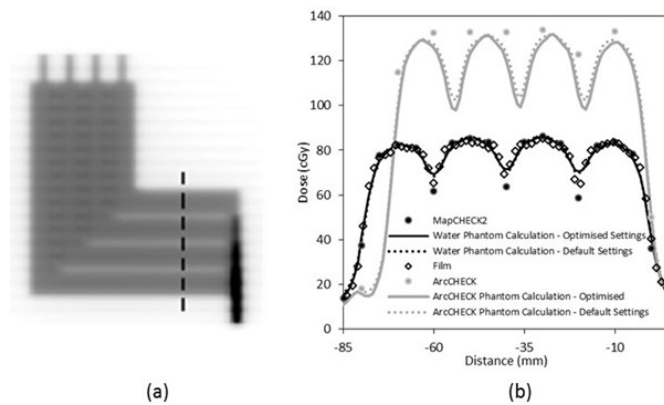 140
120
100
80
60
40
20
0
Dose (cGy)
MapCHECK2
Water Phantom Calculation - Optimised Settings
Water Phantom Calculation - Default Settings
Film
ArcCHECK
ArcCHECK Phantom Calculation - Optimised
ArcCHECK Phantom Calculation - Default Settings
-85 -60 -35 -10
Distance (mm)
(a) (b)